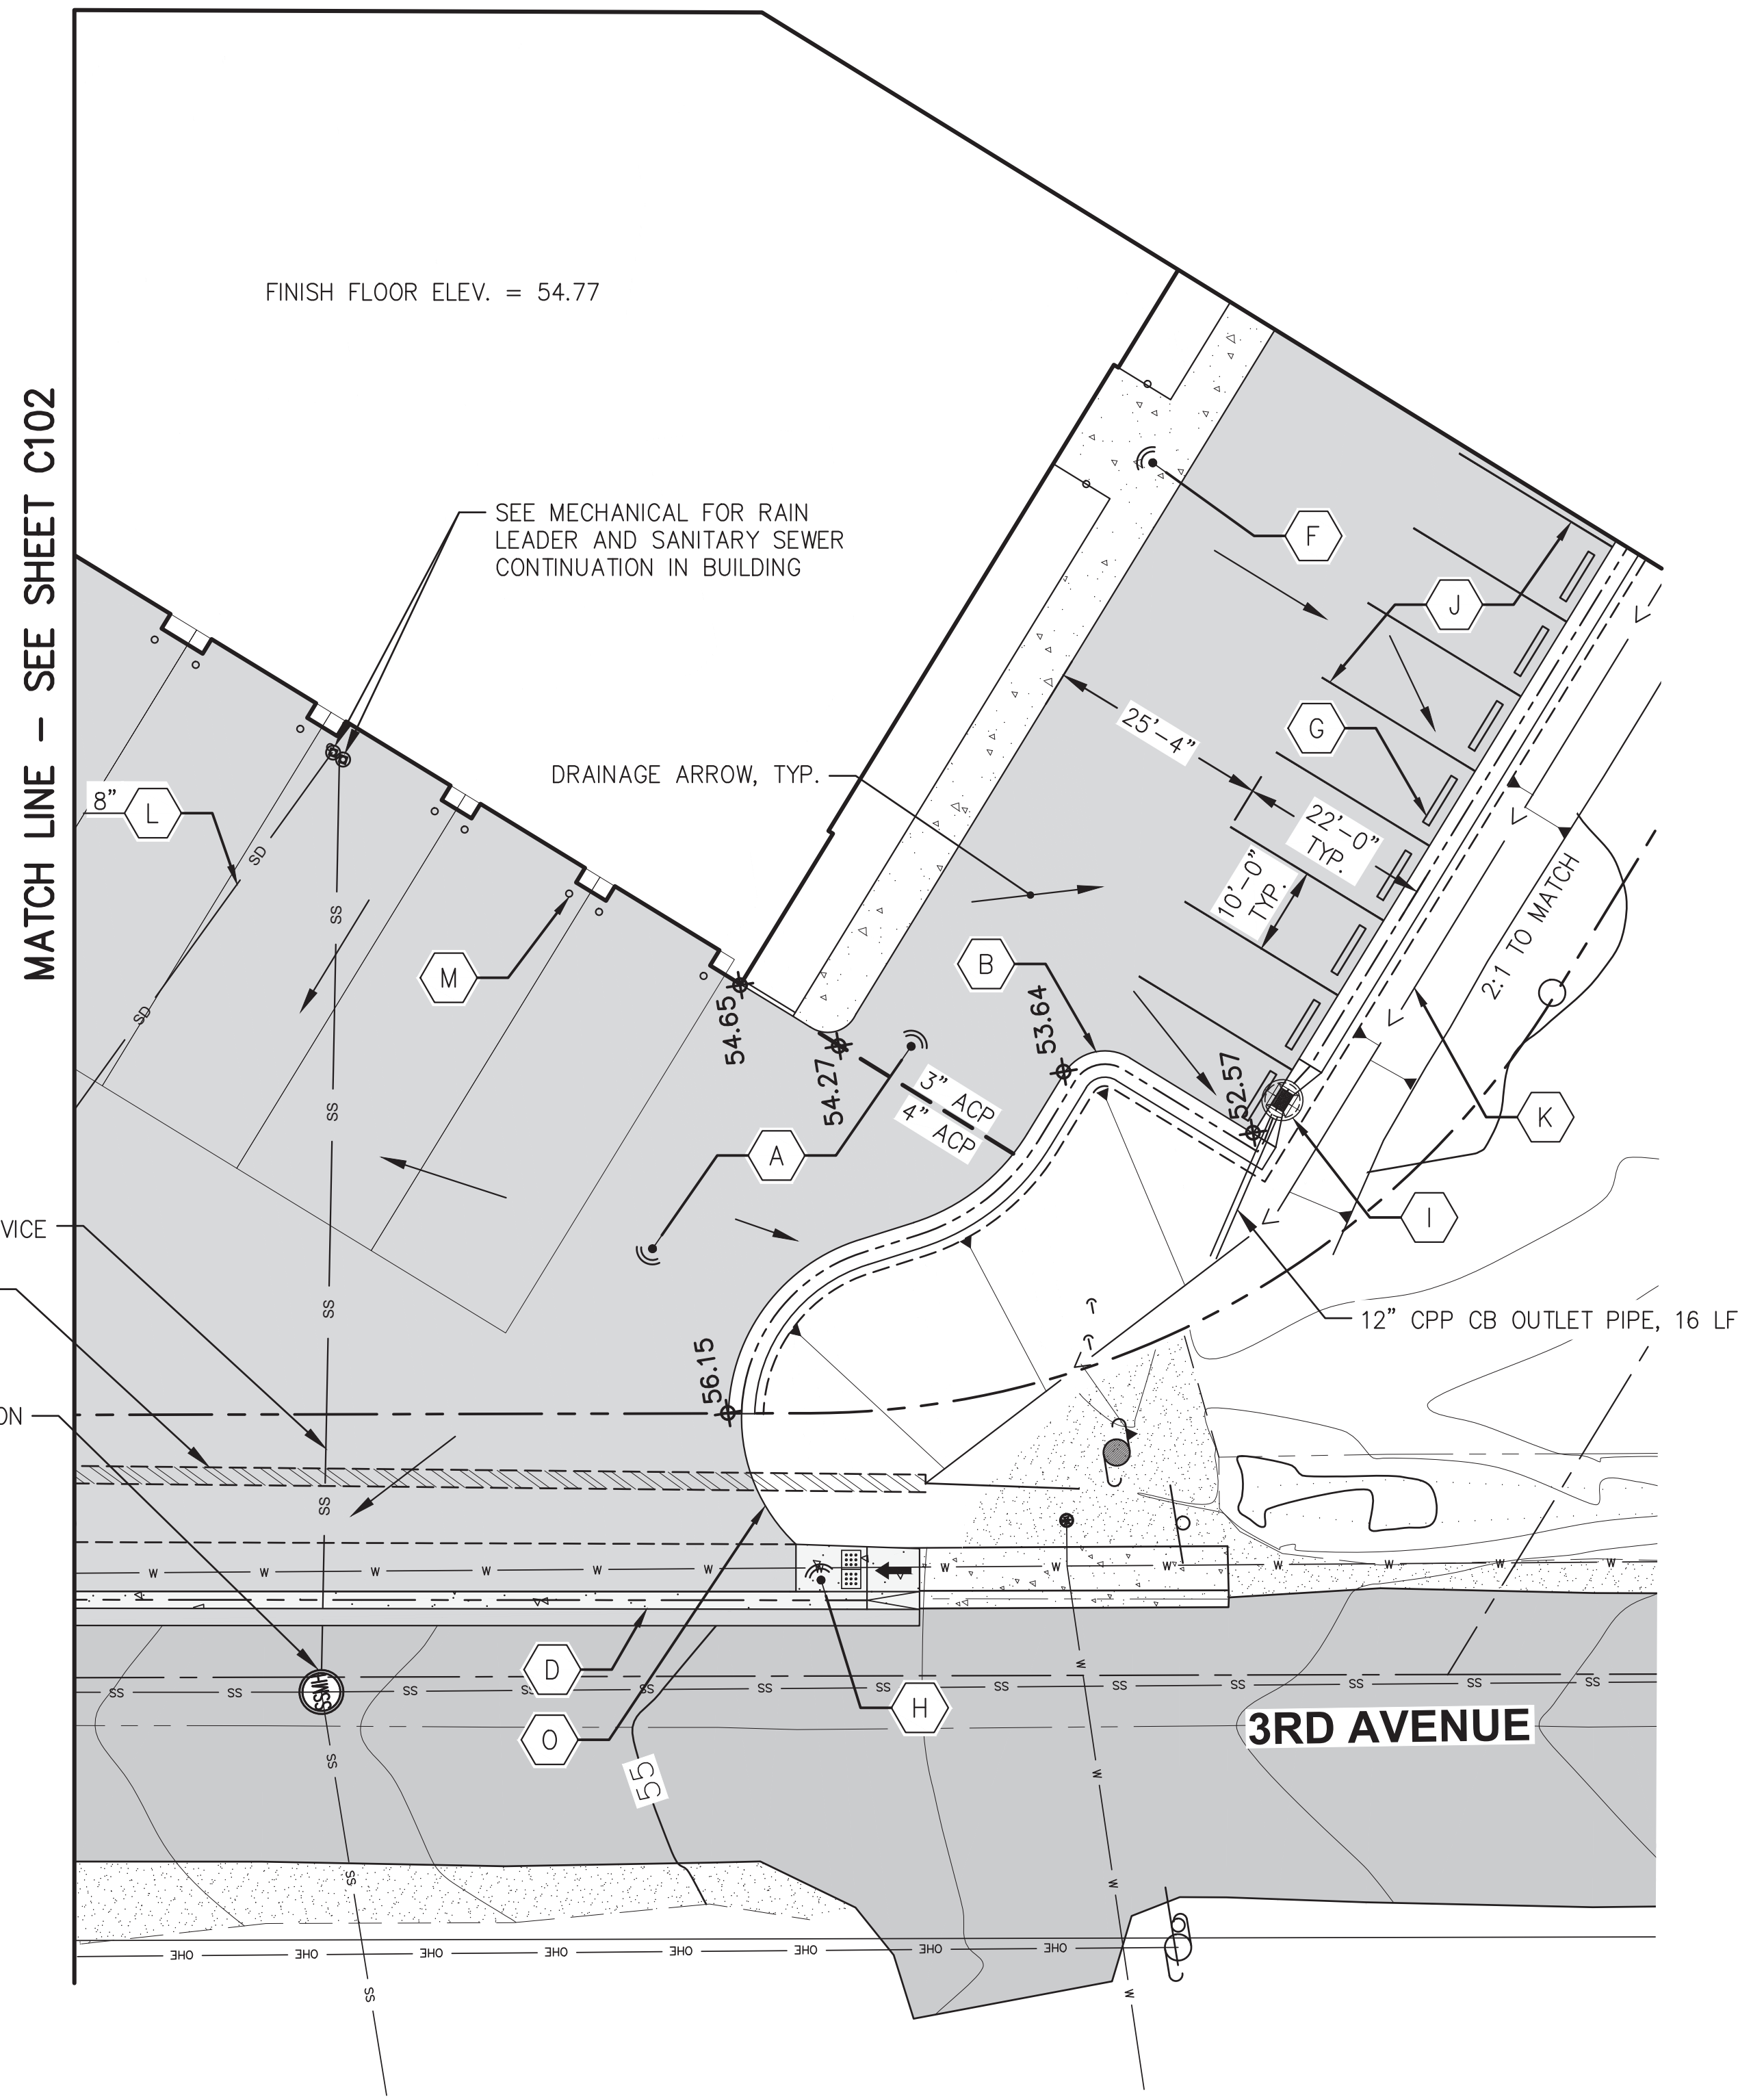 MATCH LINE – SEE SHEET C102
FINISH FLOOR ELEV. = 54.77
SEE MECHANICAL FOR RAIN
LEADER AND SANITARY SEWER
CONTINUATION IN BUILDING
F
J
G
25'-4"
22'-0"
TYP.
10'-0"
TYP.
DRAINAGE ARROW, TYP.
8"
L
SD
SD
SS
SS
SS
SS
M
B
54.65
54.27
53.64
52.57
3" ACP
4" ACP
A
2:1 TO MATCH
K
I
VICE
12" CPP CB OUTLET PIPE, 16 LF
56.15
ON
W W W W W W W W W W W W W W
D
H
O
SSMH
SS SS SS SS SS SS SS SS SS SS SS SS SS
3RD AVENUE
55
W
W
W
W
SS
SS
SS
OHE OHE OHE OHE OHE OHE OHE OHE